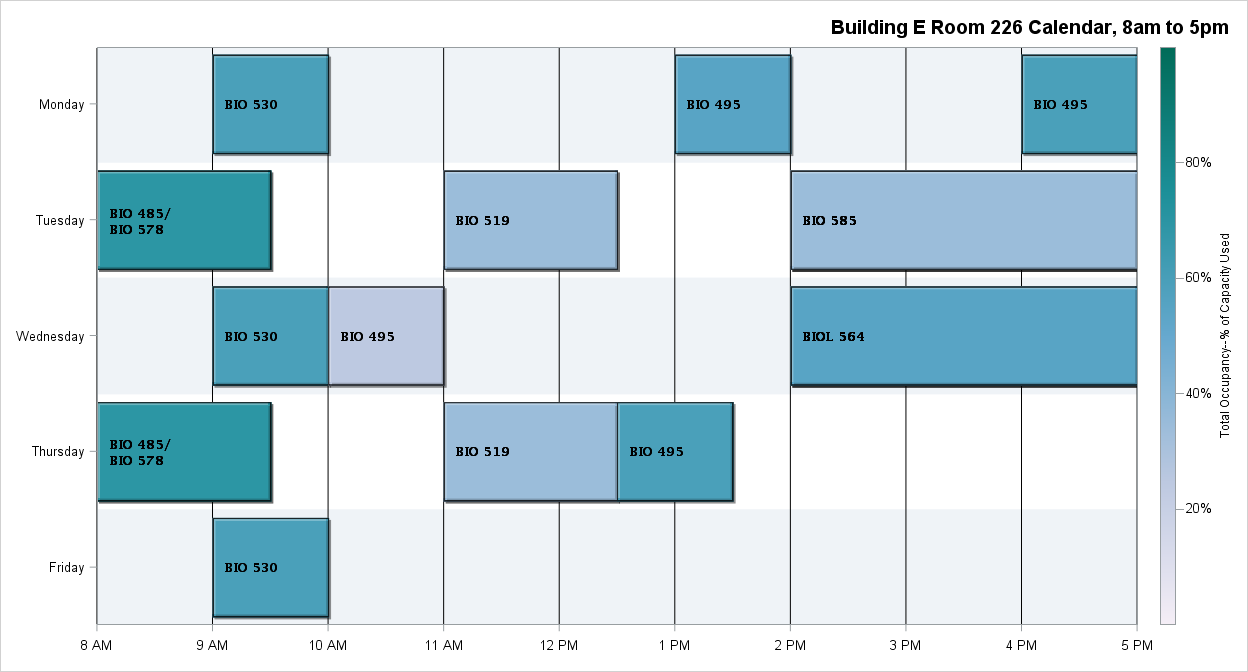 Building E Room 226 Calendar, 8am to 5pm
Monday
BIO 530
BIO 495
BIO 495
Tuesday
BIO 485/
BIO 578
BIO 519
BIO 585
Wednesday
BIO 530
BIO 495
BIOL 564
Thursday
BIO 485/
BIO 578
BIO 519
BIO 495
Friday
BIO 530
8 AM
9 AM
10 AM
11 AM
12 PM
1 PM
2 PM
3 PM
4 PM
5 PM
80%
60%
40%
20%
Total Occupancy--% of Capacity Used